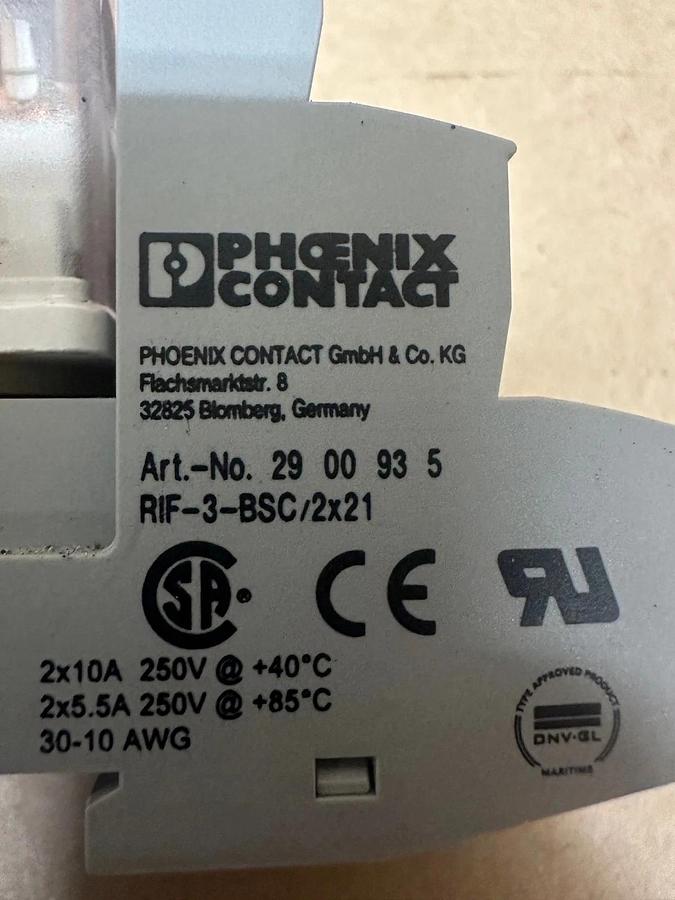 PHOENIX
CONTACT
PHOENIX CONTACT GmbH & Co. KG
Flachsmarktstr. 8
32825 Blomberg, Germany
Art.-No. 29 00 93 5
RIF-3-BSC/2x21
CSA
CE
RU
2x10A 250V @ +40°C
2x5.5A 250V @ +85°C
30-10 AWG
TYPE APPROVED PRODUCT
DNV·GL
MARITIME